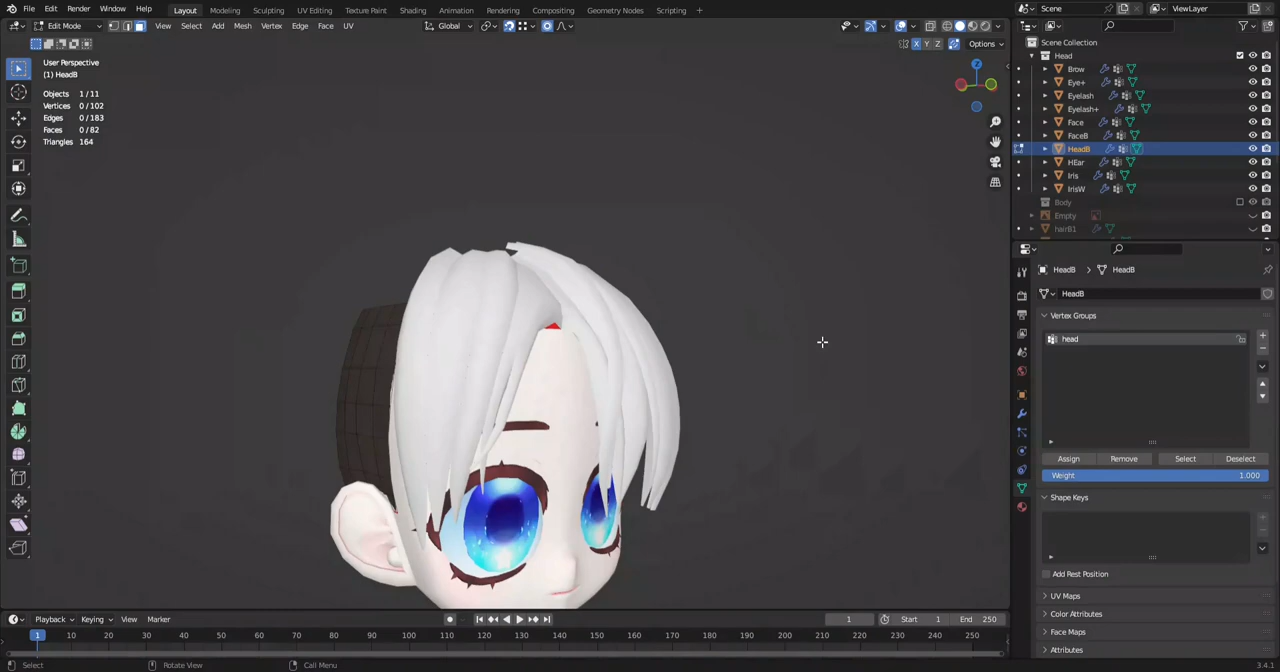 File Edit Render Window Help Layout Modeling Sculpting UV Editing Texture Paint Shading Animation Rendering Compositing Geometry Nodes Scripting + Scene ViewLayer
Edit Mode View Select Add Mesh Vertex Edge Face UV Global
X Y Z Options
User Perspective
(1) HeadB
Objects 1/11
Vertices 0/102
Edges 0/183
Faces 0/82
Triangles 164
Z
Scene Collection
Head
Brow
Eye+
Eyelash
Eyelash+
Face
FaceB
HeadB
HEar
Iris
IrisW
Body
Empty
hairB1
HeadB > HeadB
HeadB
Vertex Groups
head
Assign Remove Select Deselect
Weight 1.000
Shape Keys
Add Rest Position
UV Maps
Color Attributes
Face Maps
Attributes
Playback Keying View Marker 1 Start 1 End 250
1 10 20 30 40 50 60 70 80 90 100 110 120 130 140 150 160 170 180 190 200 210 220 230 240 250
Select Rotate View Call Menu 3.4.1